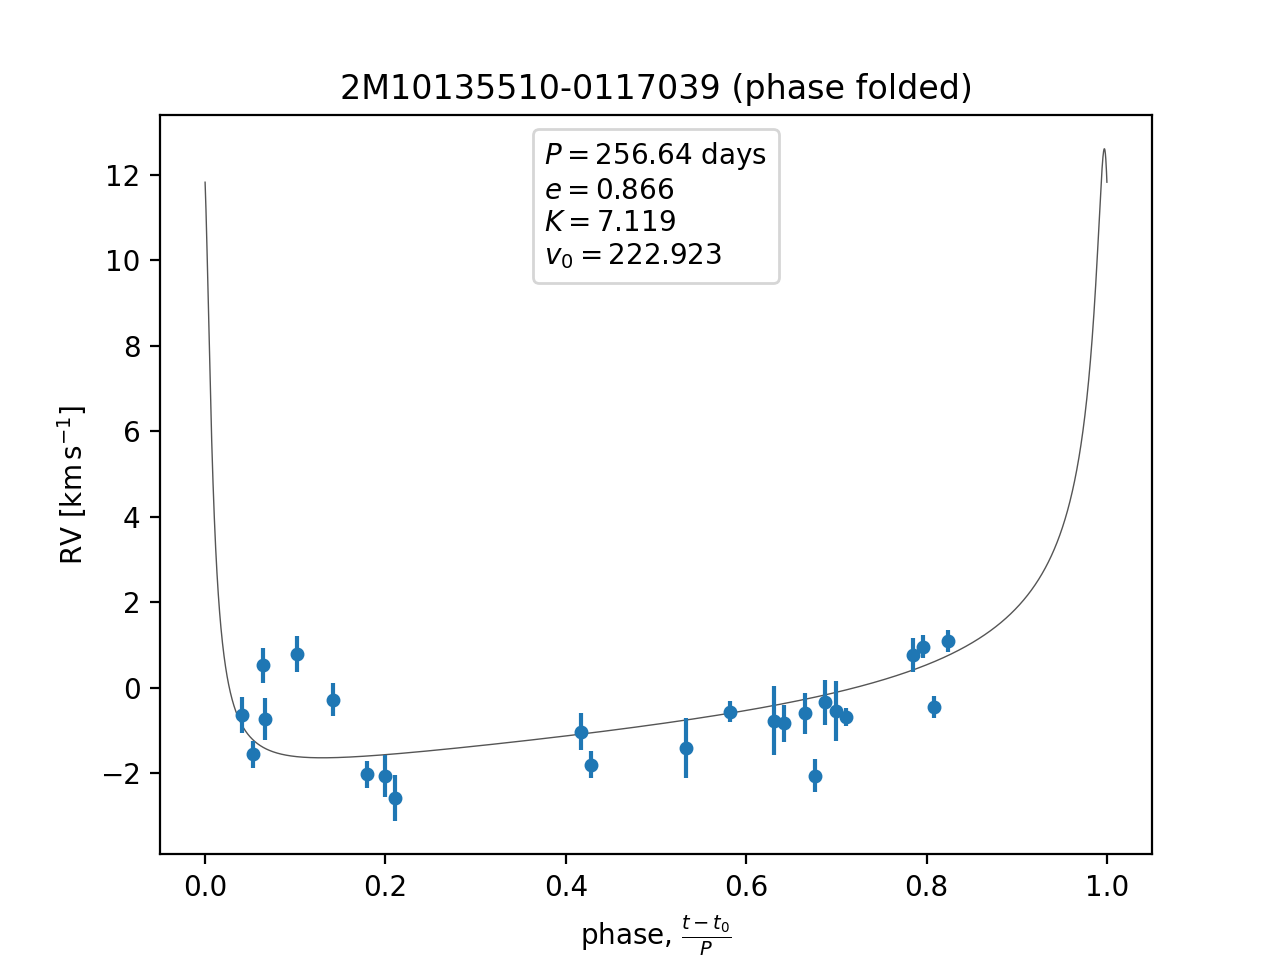 2M10135510-0117039 (phase folded)
P = 256.64 days
e = 0.866
K = 7.119
v₀ = 222.923
12
10
8
6
4
2
0
−2
RV [km s⁻¹]
0.0 0.2 0.4 0.6 0.8 1.0
phase, (t − t₀)/P